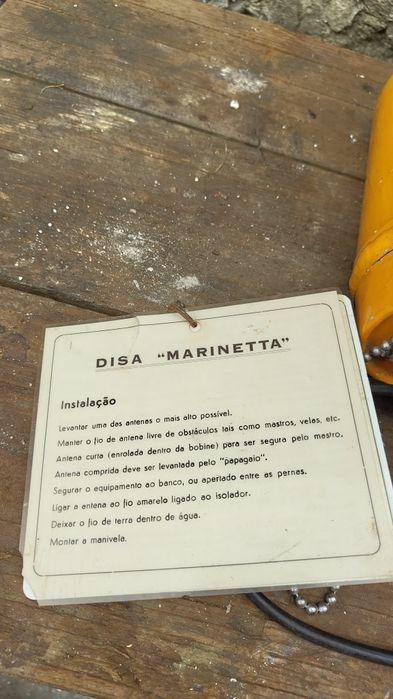 DISA "MARINETTA"
Instalação
Levantar uma das antenas o mais alto possível.
Manter o fio de antena livre de obstáculos tais como mastros, velas, etc.
Antena curta (enrolada dentro da bobine) para ser segura pelo mastro.
Antena comprida deve ser levantada pelo "papagaio".
Segurar o equipamento ao banco, ou apertado entre as pernas.
Ligar a antena ao fio amarelo ligado ao isolador.
Deixar o fio de terra dentro de água.
Montar a manivela.